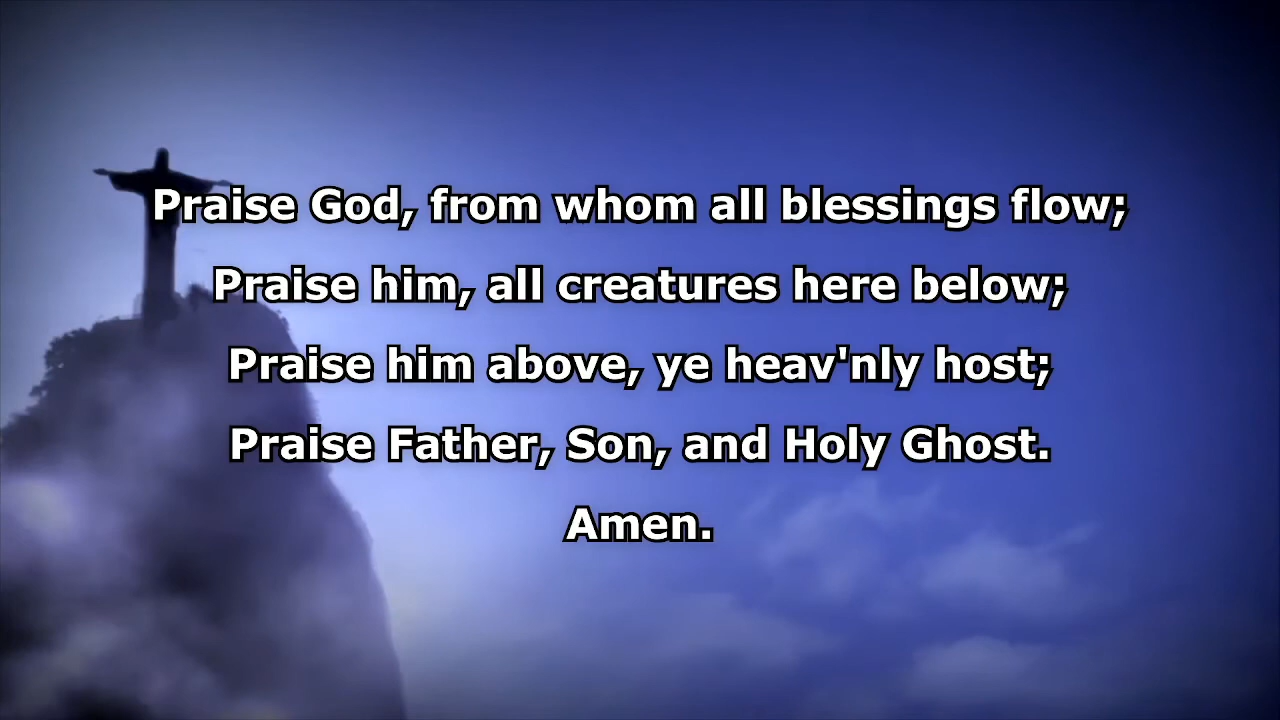 Praise God, from whom all blessings flow;
Praise him, all creatures here below;
Praise him above, ye heav'nly host;
Praise Father, Son, and Holy Ghost.
Amen.